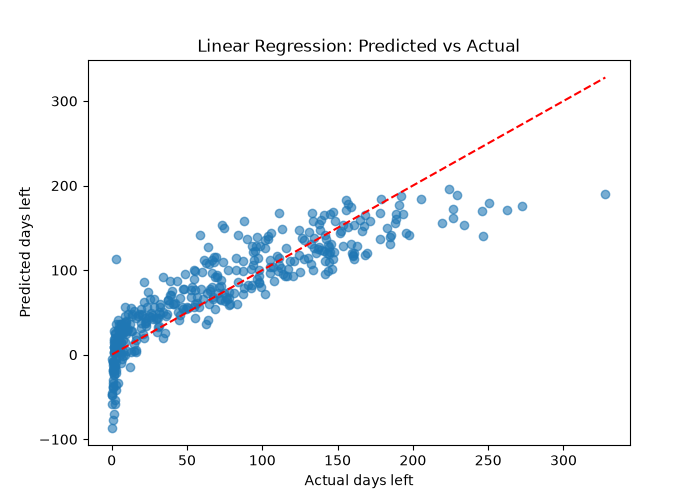 Linear Regression: Predicted vs Actual
Predicted days left
300
200
100
0
−100
0 50 100 150 200 250 300
Actual days left